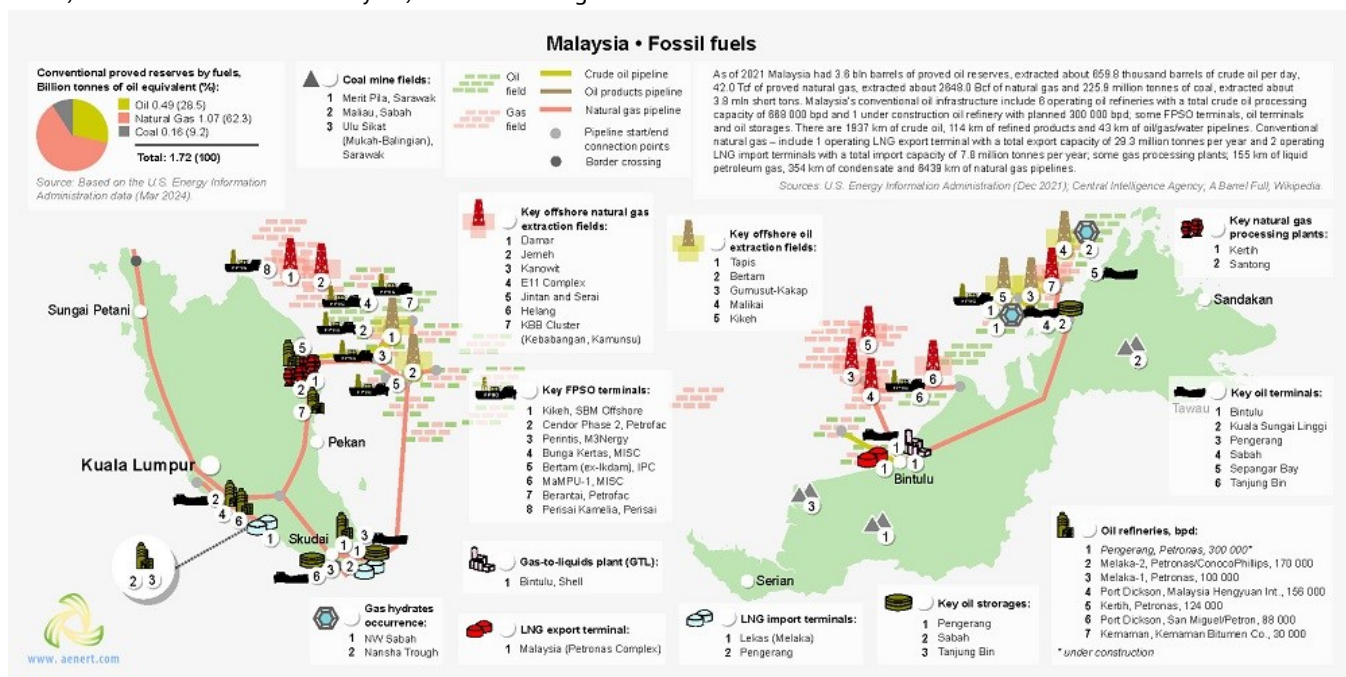 Malaysia • Fossil fuels
Conventional proved reserves by fuels,
Billion tonnes of oil equivalent (%):
Oil 0.49 (28.5)
Natural Gas 1.07 (62.3)
Coal 0.16 (9.2)
Total: 1.72 (100)
Source: Based on the U.S. Energy Information
Administration data (Mar 2024).
Coal mine fields:
1 Merit Pila, Sarawak
2 Maliau, Sabah
3 Ulu Sikat
(Mukah-Balingian),
Sarawak
Oil
field
Gas
field
Crude oil pipeline
Oil products pipeline
Natural gas pipeline
Pipeline start/end
connection points
Border crossing
As of 2021 Malaysia had 3.6 bln barrels of proved oil reserves, extracted about 659.8 thousand barrels of crude oil per day,
42.0 Tcf of proved natural gas, extracted about 2648.0 Bcf of natural gas and 225.9 million tonnes of coal, extracted about
3.8 mln short tons. Malaysia's conventional oil infrastructure include 6 operating oil refineries with a total crude oil processing
capacity of 669 000 bpd and 1 under construction oil refinery with planned 300 000 bpd; some FPSO terminals, oil terminals
and oil storages. There are 1937 km of crude oil, 114 km of refined products and 43 km of oil/gas/water pipelines. Conventional
natural gas – include 1 operating LNG export terminal with a total export capacity of 29.3 million tonnes per year and 2 operating
LNG import terminals with a total import capacity of 7.8 million tonnes per year; some gas processing plants; 155 km of liquid
petroleum gas, 354 km of condensate and 6439 km of natural gas pipelines.
Sources: U.S. Energy Information Administration (Dec 2021); Central Intelligence Agency; A Barrel Full, Wikipedia.
Key offshore natural gas
extraction fields:
1 Damar
2 Jerneh
3 Kanowit
4 E11 Complex
5 Jintan and Serai
6 Helang
7 KBB Cluster
(Kebabangan, Kamunsu)
Key offshore oil
extraction fields:
1 Tapis
2 Bertam
3 Gumusut-Kakap
4 Malikai
5 Kikeh
Key natural gas
processing plants:
1 Kertih
2 Santong
Sungai Petani
Pekan
Kuala Lumpur
Skudai
Sandakan
Tawau
Bintulu
Serian
Key FPSO terminals:
1 Kikeh, SBM Offshore
2 Cendor Phase 2, Petrofac
3 Perintis, M3Nergy
4 Bunga Kertas, MISC
5 Bertam (ex-Ikdam), IPC
6 MaMPU-1, MISC
7 Berantai, Petrofac
8 Perisai Kamelia, Perisai
Key oil terminals:
1 Bintulu
2 Kuala Sungai Linggi
3 Pengerang
4 Sabah
5 Sepangar Bay
6 Tanjung Bin
Gas-to-liquids plant (GTL):
1 Bintulu, Shell
Oil refineries, bpd:
1 Pengerang, Petronas, 300 000*
2 Melaka-2, Petronas/ConocoPhillips, 170 000
3 Melaka-1, Petronas, 100 000
4 Port Dickson, Malaysia Hengyuan Int., 156 000
5 Kertih, Petronas, 124 000
6 Port Dickson, San Miguel/Petron, 88 000
7 Kemaman, Kemaman Bitumen Co., 30 000
* under construction
Gas hydrates
occurrence:
1 NW Sabah
2 Nansha Trough
LNG export terminal:
1 Malaysia (Petronas Complex)
LNG import terminals:
1 Lekas (Melaka)
2 Pengerang
Key oil strorages:
1 Pengerang
2 Sabah
3 Tanjung Bin
www.aenert.com